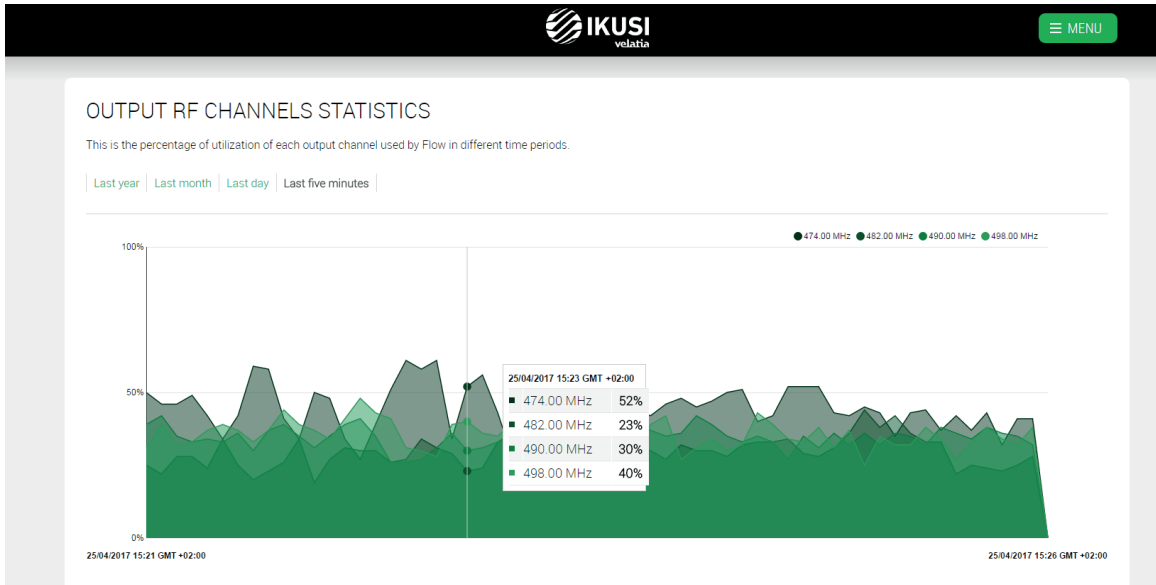 IKUSI
velatia
☰ MENU
OUTPUT RF CHANNELS STATISTICS
This is the percentage of utilization of each output channel used by Flow in different time periods.
Last year Last month Last day Last five minutes
474.00 MHz 482.00 MHz 490.00 MHz 498.00 MHz
100%
50%
0%
25/04/2017 15:23 GMT +02:00
474.00 MHz 52%
482.00 MHz 23%
490.00 MHz 30%
498.00 MHz 40%
25/04/2017 15:21 GMT +02:00
25/04/2017 15:26 GMT +02:00